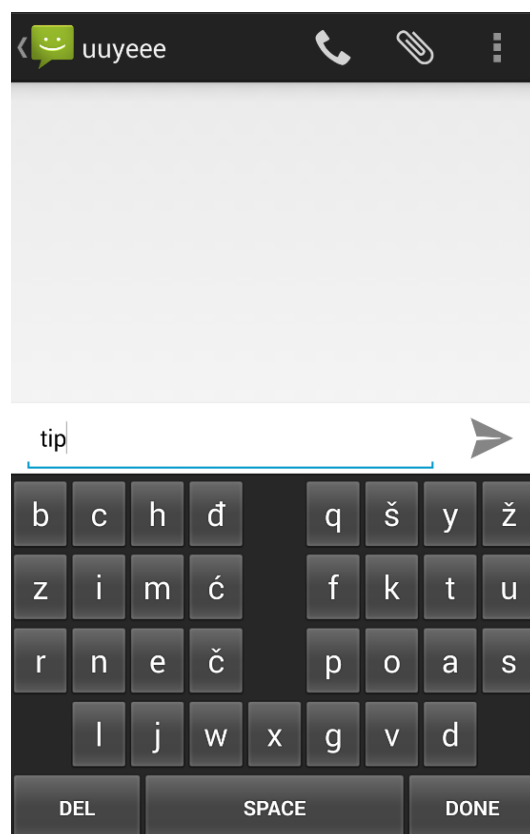 uuyeee
tip
b c h đ q š y ž
z i m ć f k t u
r n e č p o a s
l j w x g v d
DEL SPACE DONE